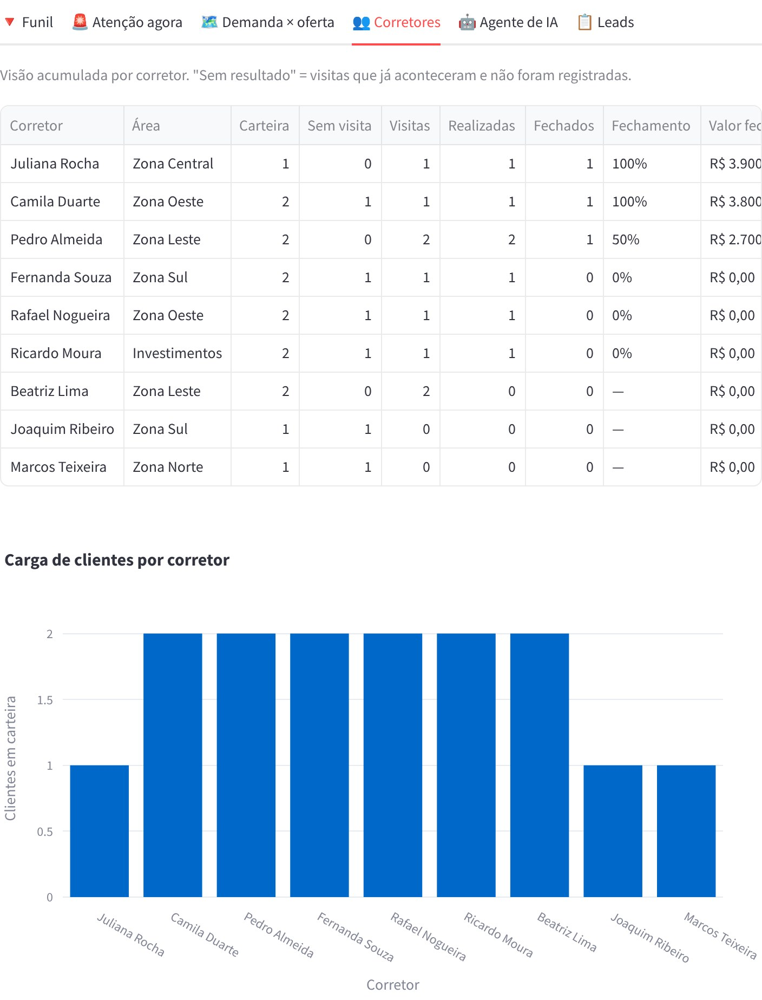 Funil Atenção agora Demanda × oferta Corretores Agente de IA Leads
Visão acumulada por corretor. "Sem resultado" = visitas que já aconteceram e não foram registradas.
Corretor Área Carteira Sem visita Visitas Realizadas Fechados Fechamento Valor fec
Juliana Rocha Zona Central 1 0 1 1 1 100% R$ 3.900
Camila Duarte Zona Oeste 2 1 1 1 1 100% R$ 3.800
Pedro Almeida Zona Leste 2 0 2 2 1 50% R$ 2.700
Fernanda Souza Zona Sul 2 1 1 1 0 0% R$ 0,00
Rafael Nogueira Zona Oeste 2 1 1 1 0 0% R$ 0,00
Ricardo Moura Investimentos 2 1 1 1 0 0% R$ 0,00
Beatriz Lima Zona Leste 2 0 2 0 0 — R$ 0,00
Joaquim Ribeiro Zona Sul 1 1 0 0 0 — R$ 0,00
Marcos Teixeira Zona Norte 1 1 0 0 0 — R$ 0,00
Carga de clientes por corretor
Clientes em carteira
2
1.5
1
0.5
0
Juliana Rocha Camila Duarte Pedro Almeida Fernanda Souza Rafael Nogueira Ricardo Moura Beatriz Lima Joaquim Ribeiro Marcos Teixeira
Corretor